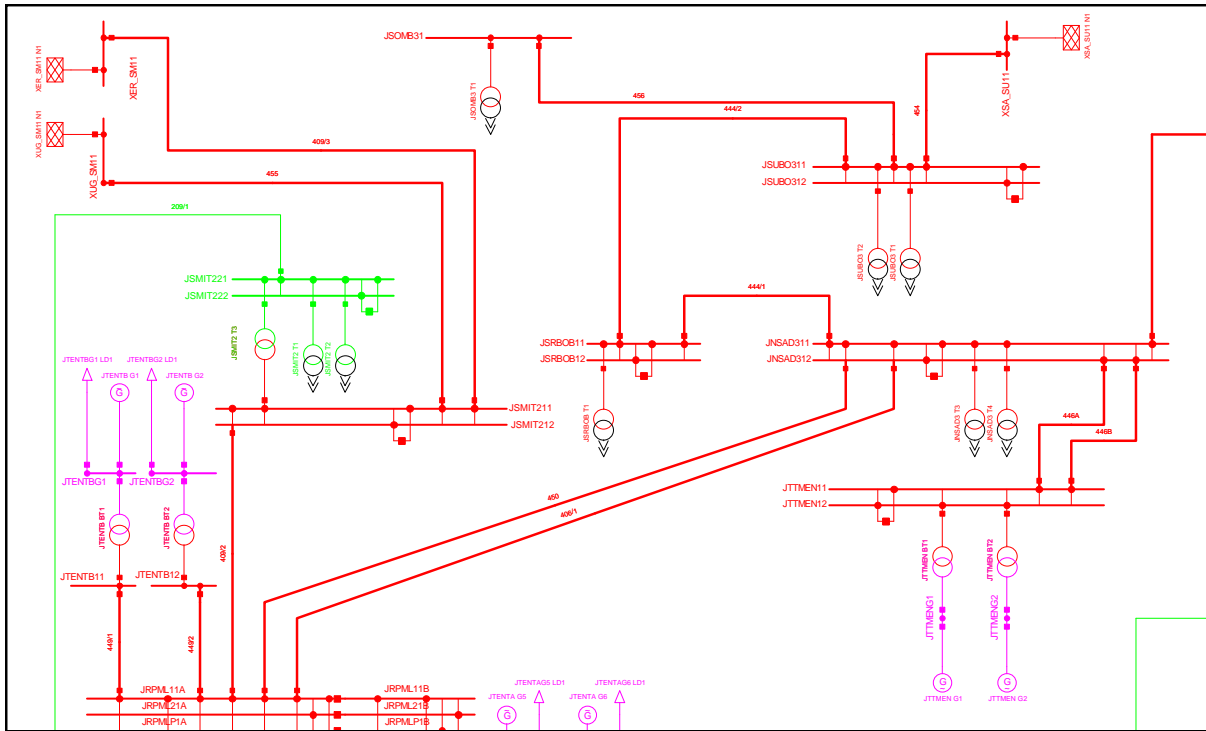 JSOMB31
XER_SM11 N1
XER_SM11
JSOMB3 T1
XSA_SU11
XSA_SU11 N1
456
444/2
464
XUG_SM11 N1
XUG_SM11
409/3
455
JSUBO311
JSUBO312
209/1
JSUBO3 T2
JSUBO3 T1
JSMIT221
JSMIT222
444/1
JSMIT2 T3
JSMIT2 T1
JSMIT2 T2
JSRBOB11
JSRBOB12
JNSAD311
JNSAD312
JTENTBG1 LD1
JTENTBG2 LD1
JTENTB G1
JTENTB G2
G
G
JSMIT211
JSMIT212
JSRBOB T1
JNSAD3 T3
JNSAD3 T4
446A
446B
JTENTBG1
JTENTBG2
JTTMEN11
JTTMEN12
450
406/1
JTENTB BT1
JTENTB BT2
409/2
JTTMEN BT1
JTTMEN BT2
JTENTB11
JTENTB12
JTTMENG1
JTTMENG2
449/1
449/2
G
G
JTTMEN G1
JTTMEN G2
JRPML11A
JRPML11B
JRPML21A
JRPML21B
JRPMLP1A
JRPMLP1B
JTENTAG5 LD1
JTENTAG6 LD1
JTENTA G5
JTENTA G6
G
G